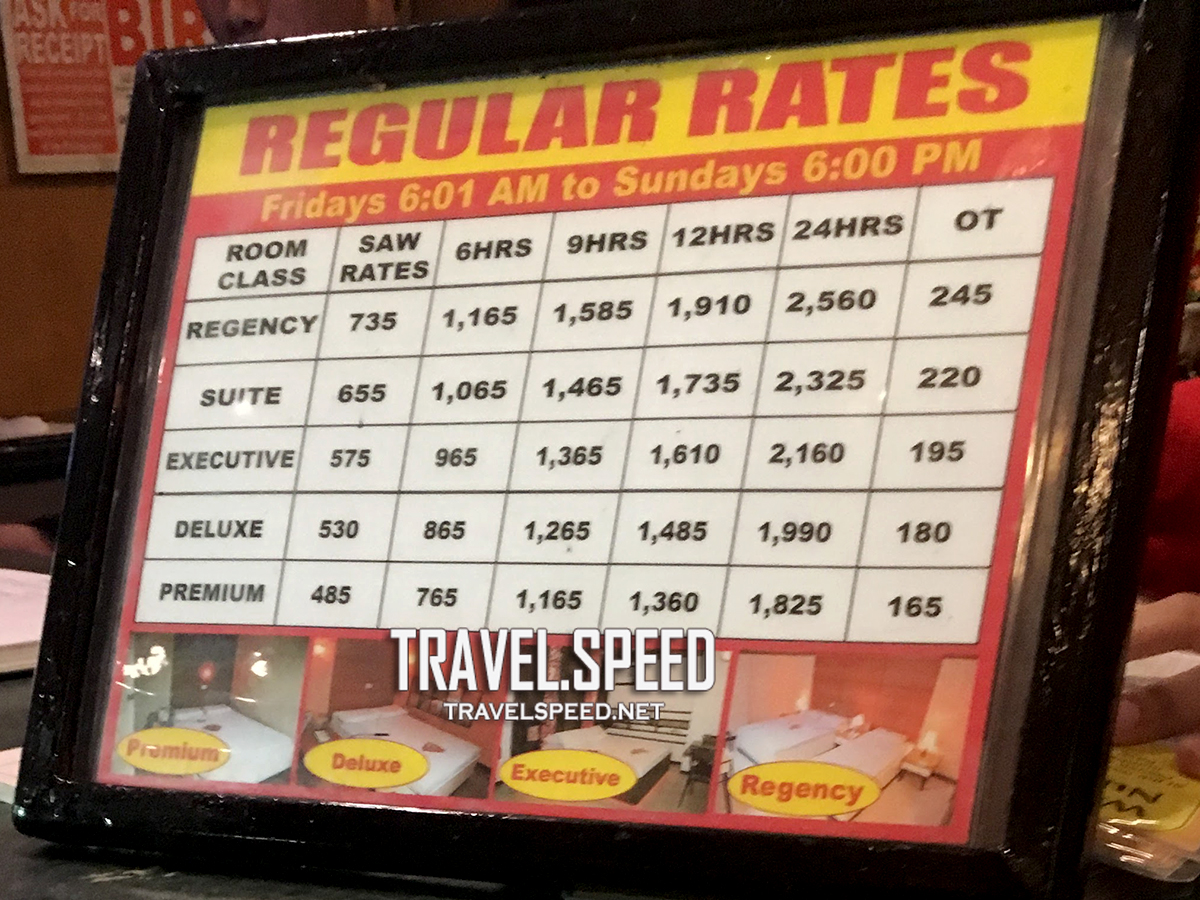 ASK FOR
RECEIPT
BIR
REGULAR RATES
Fridays 6:01 AM to Sundays 6:00 PM
ROOM CLASS SAW RATES 6HRS 9HRS 12HRS 24HRS OT
REGENCY 735 1,165 1,585 1,910 2,560 245
SUITE 655 1,065 1,465 1,735 2,325 220
EXECUTIVE 575 965 1,365 1,610 2,160 195
DELUXE 530 865 1,265 1,485 1,990 180
PREMIUM 485 765 1,165 1,360 1,825 165
TRAVEL.SPEED
TRAVELSPEED.NET
Premium
Deluxe
Executive
Regency